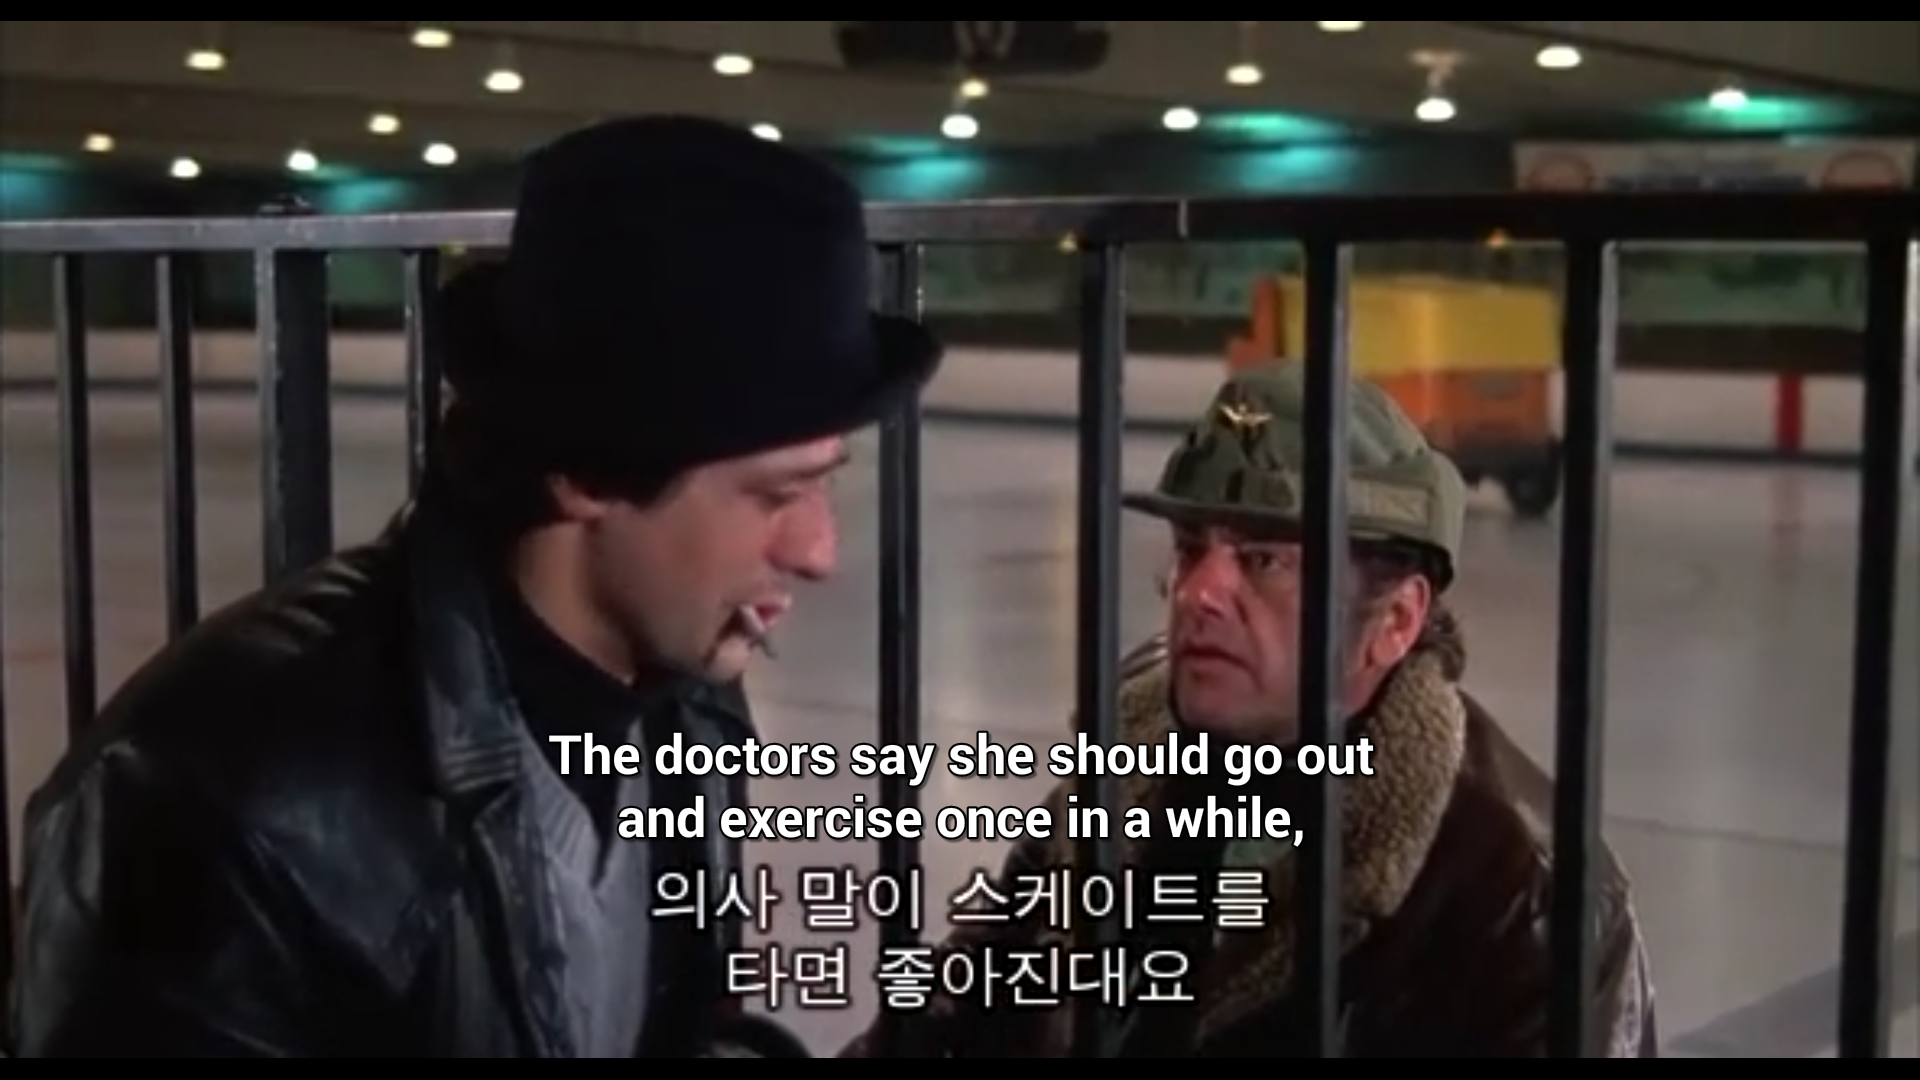 The doctors say she should go out
and exercise once in a while,
의사 말이 스케이트를
타면 좋아진대요